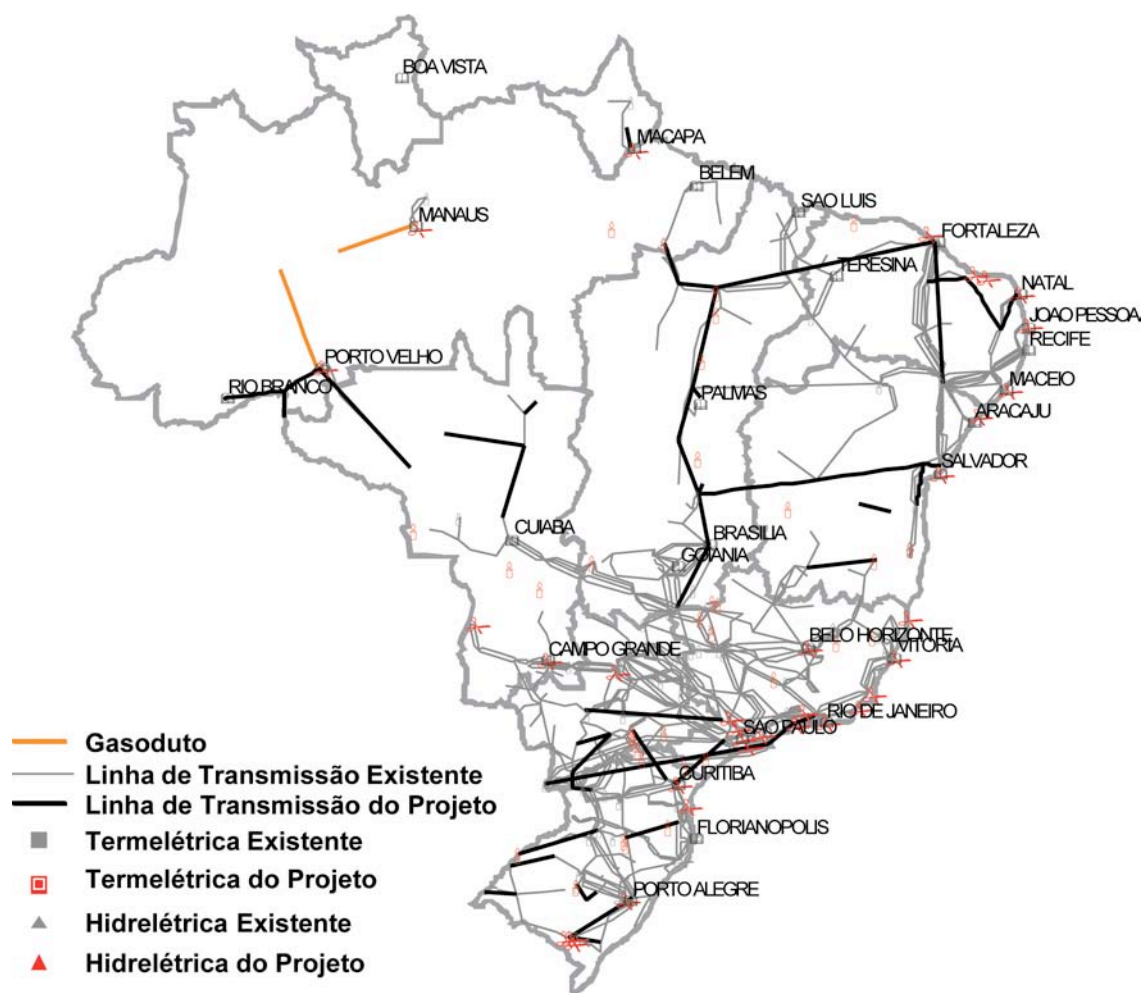 BOA VISTA
MACAPA
BELEM
SAO LUIS
MANAUS
FORTALEZA
TERESINA
NATAL
JOAO PESSOA
RECIFE
PORTO VELHO
RIO BRANCO
PALMAS
MACEIO
ARACAJU
SALVADOR
CUIABA
BRASILIA
GOIANIA
BELO HORIZONTE
VITORIA
CAMPO GRANDE
RIO DE JANEIRO
SAO PAULO
CURITIBA
FLORIANOPOLIS
PORTO ALEGRE
Gasoduto
Linha de Transmissão Existente
Linha de Transmissão do Projeto
Termelétrica Existente
Termelétrica do Projeto
Hidrelétrica Existente
Hidrelétrica do Projeto